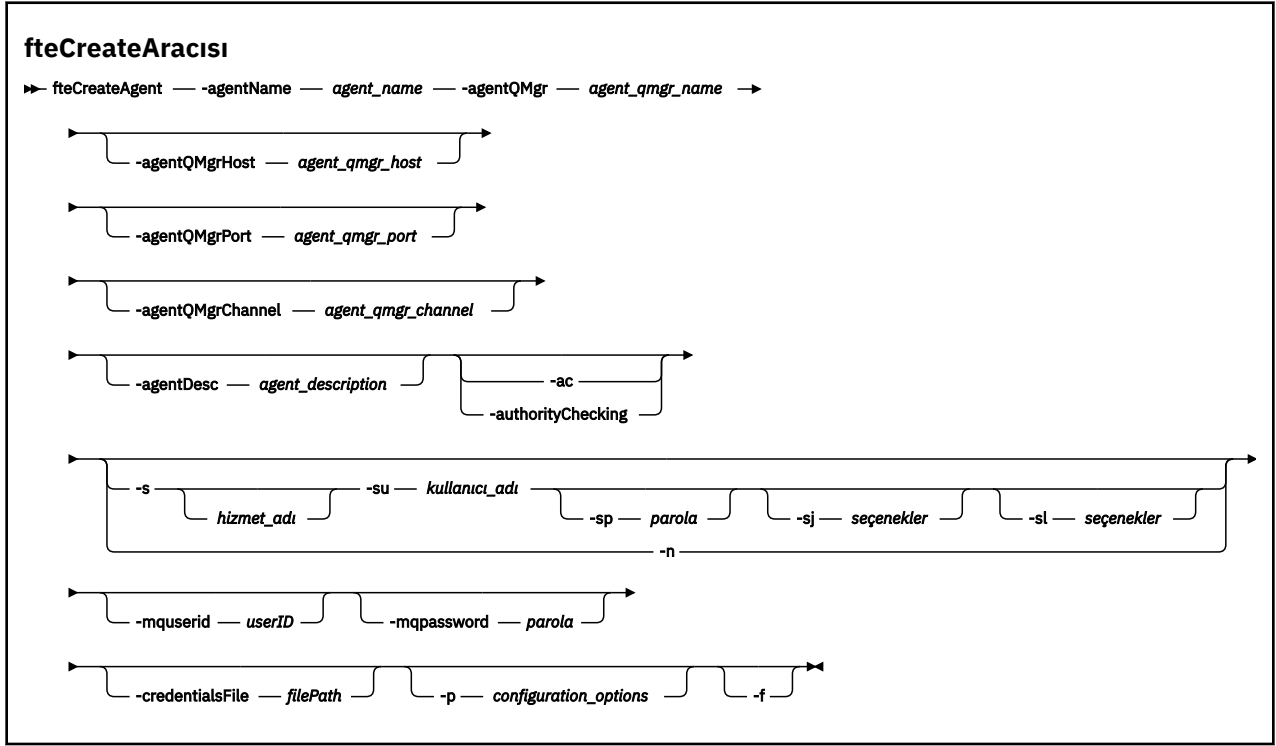 fteCreateAracısı
fteCreateAgent -agentName agent_name -agentQMgr agent_qmgr_name
-agentQMgrHost agent_qmgr_host
-agentQMgrPort agent_qmgr_port
-agentQMgrChannel agent_qmgr_channel
-agentDesc agent_description -ac
-authorityChecking
-s -su kullanıcı_adı
hizmet_adı -sp parola -sj seçenekler -sl seçenekler
-n
-mquserid userID -mqpassword parola
-credentialsFile filePath -p configuration_options -f